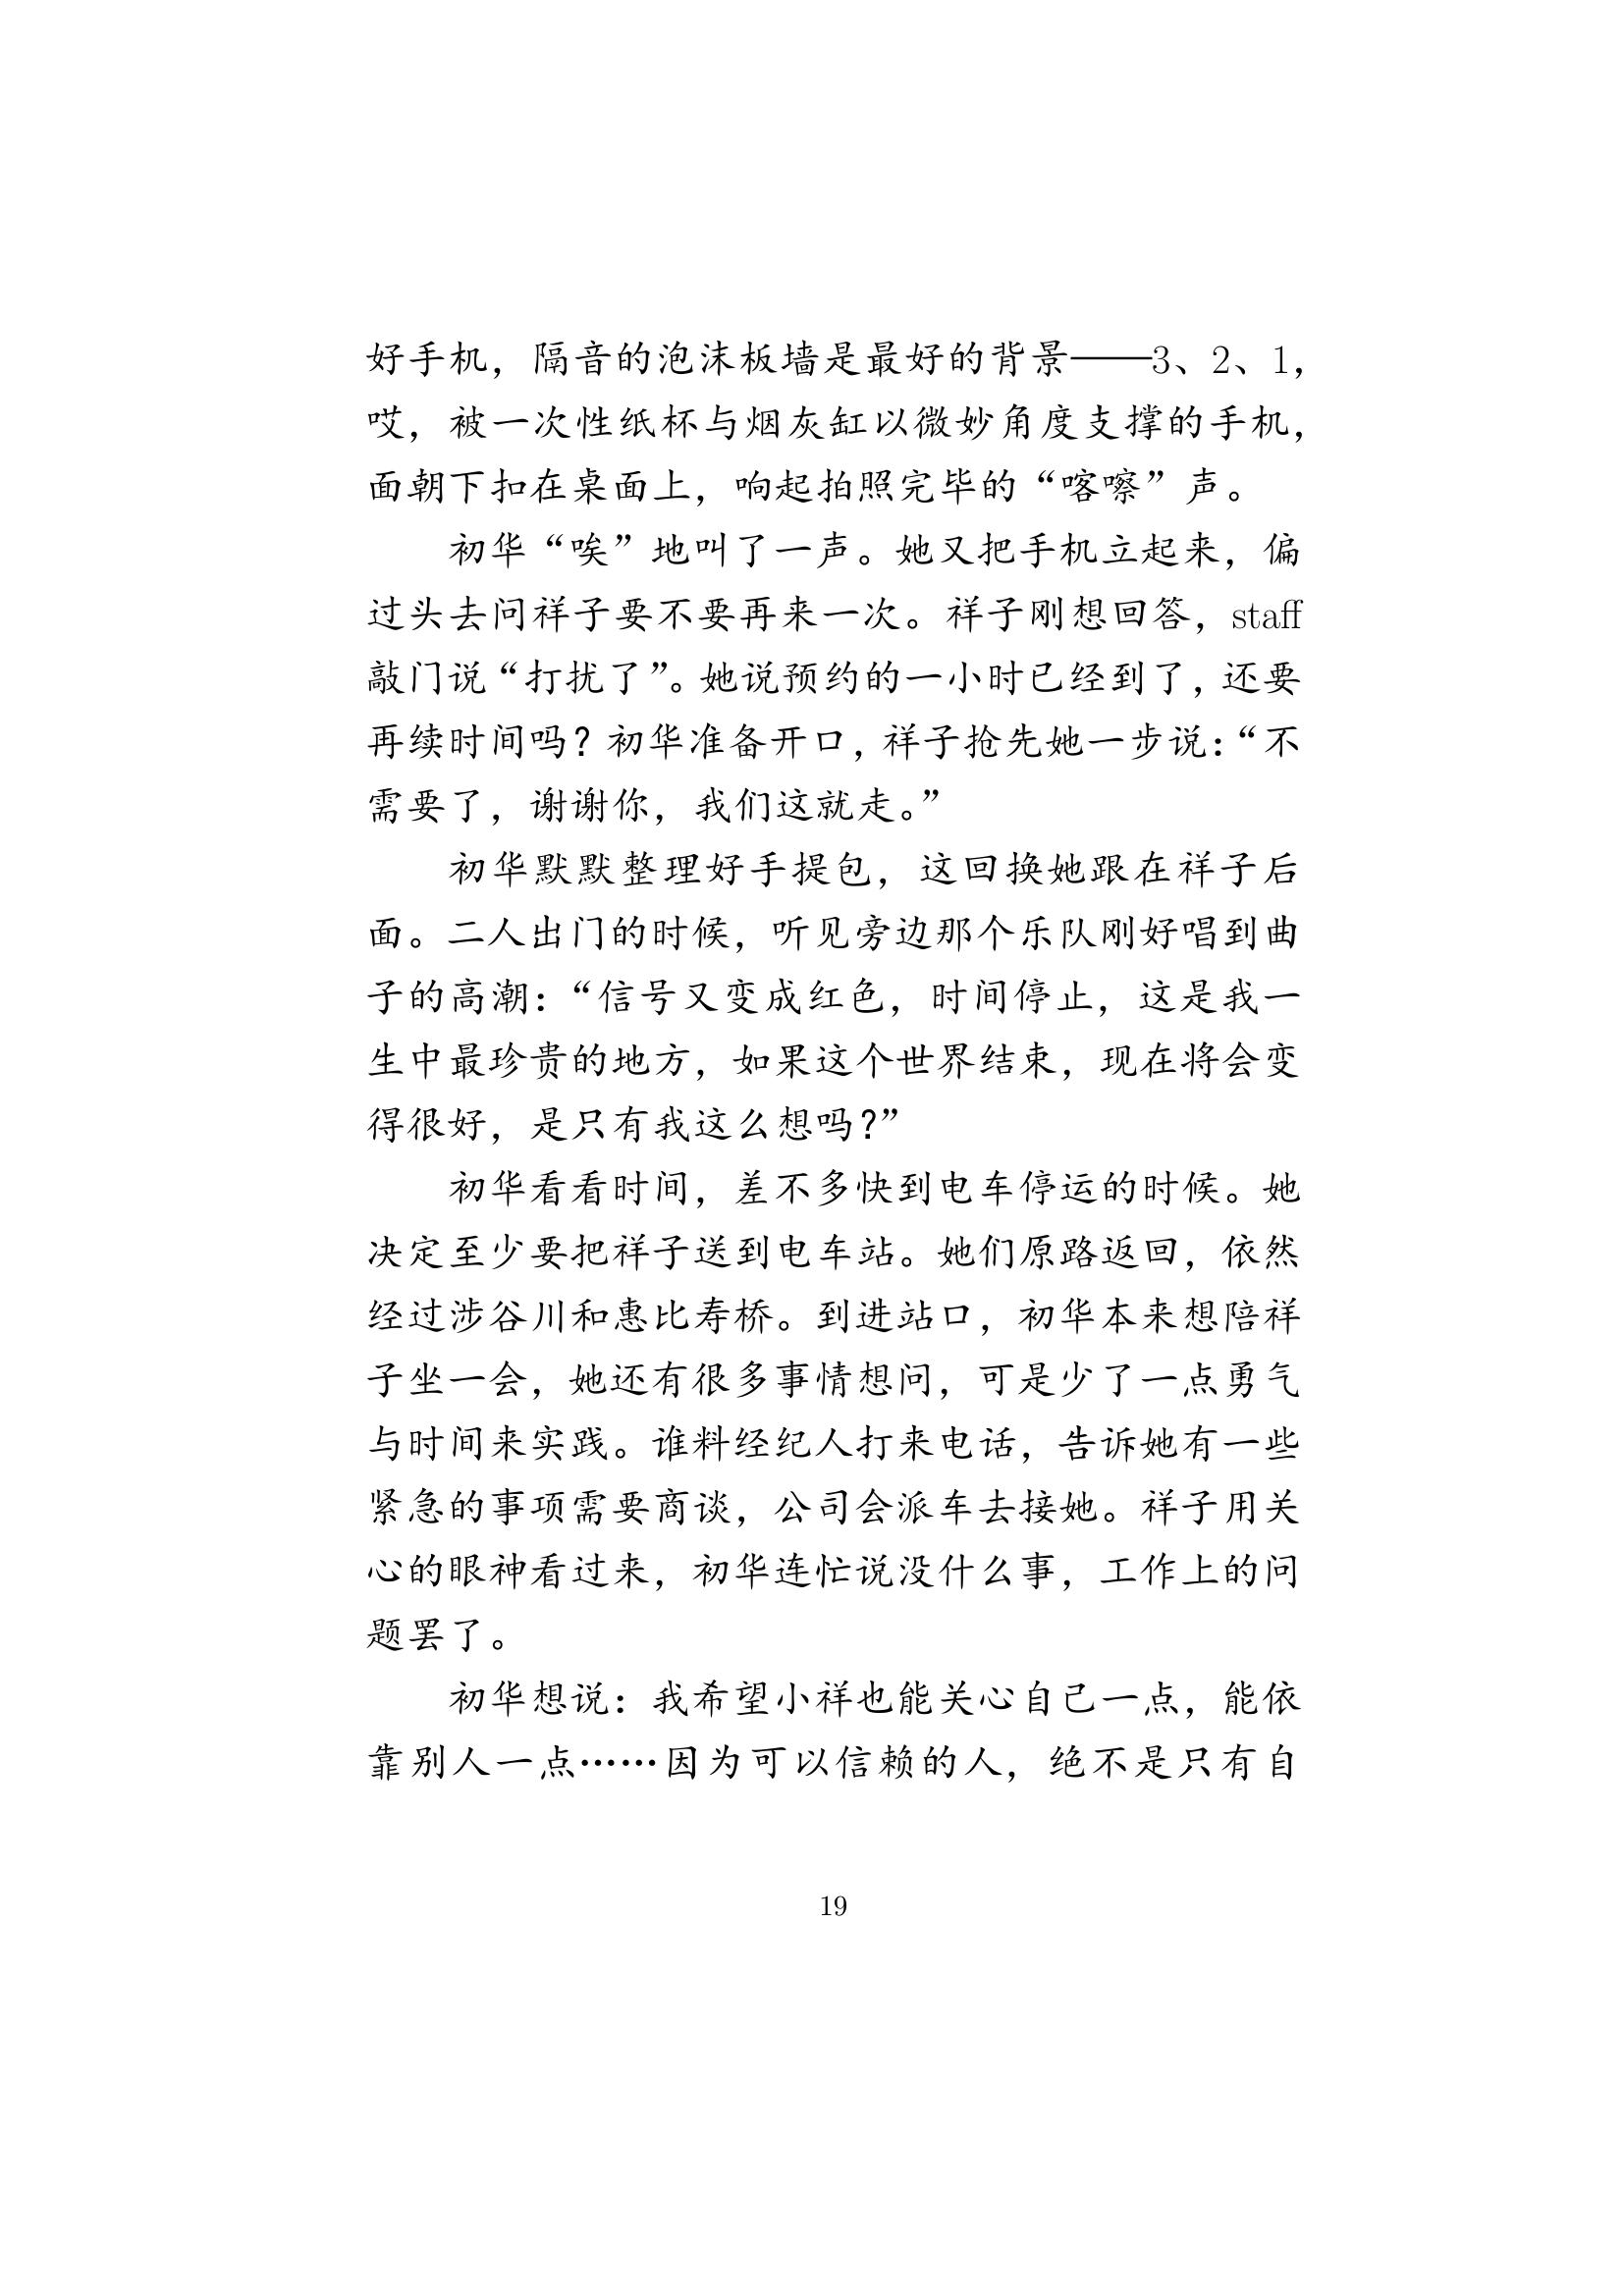 好手机，隔音的泡沫板墙是最好的背景——3、2、1，
哎，被一次性纸杯与烟灰缸以微妙角度支撑的手机，
面朝下扣在桌面上，响起拍照完毕的“喀嚓”声。
初华“唉”地叫了一声。她又把手机立起来，偏
过头去问祥子要不要再来一次。祥子刚想回答，staff
敲门说“打扰了”。她说预约的一小时已经到了，还要
再续时间吗？初华准备开口，祥子抢先她一步说：“不
需要了，谢谢你，我们这就走。”
初华默默整理好手提包，这回换她跟在祥子后
面。二人出门的时候，听见旁边那个乐队刚好唱到曲
子的高潮：“信号又变成红色，时间停止，这是我一
生中最珍贵的地方，如果这个世界结束，现在将会变
得很好，是只有我这么想吗？”
初华看看时间，差不多快到电车停运的时候。她
决定至少要把祥子送到电车站。她们原路返回，依然
经过涉谷川和惠比寿桥。到进站口，初华本来想陪祥
子坐一会，她还有很多事情想问，可是少了一点勇气
与时间来实践。谁料经纪人打来电话，告诉她有一些
紧急的事项需要商谈，公司会派车去接她。祥子用关
心的眼神看过来，初华连忙说没什么事，工作上的问
题罢了。
初华想说：我希望小祥也能关心自己一点，能依
靠别人一点……因为可以信赖的人，绝不是只有自
19